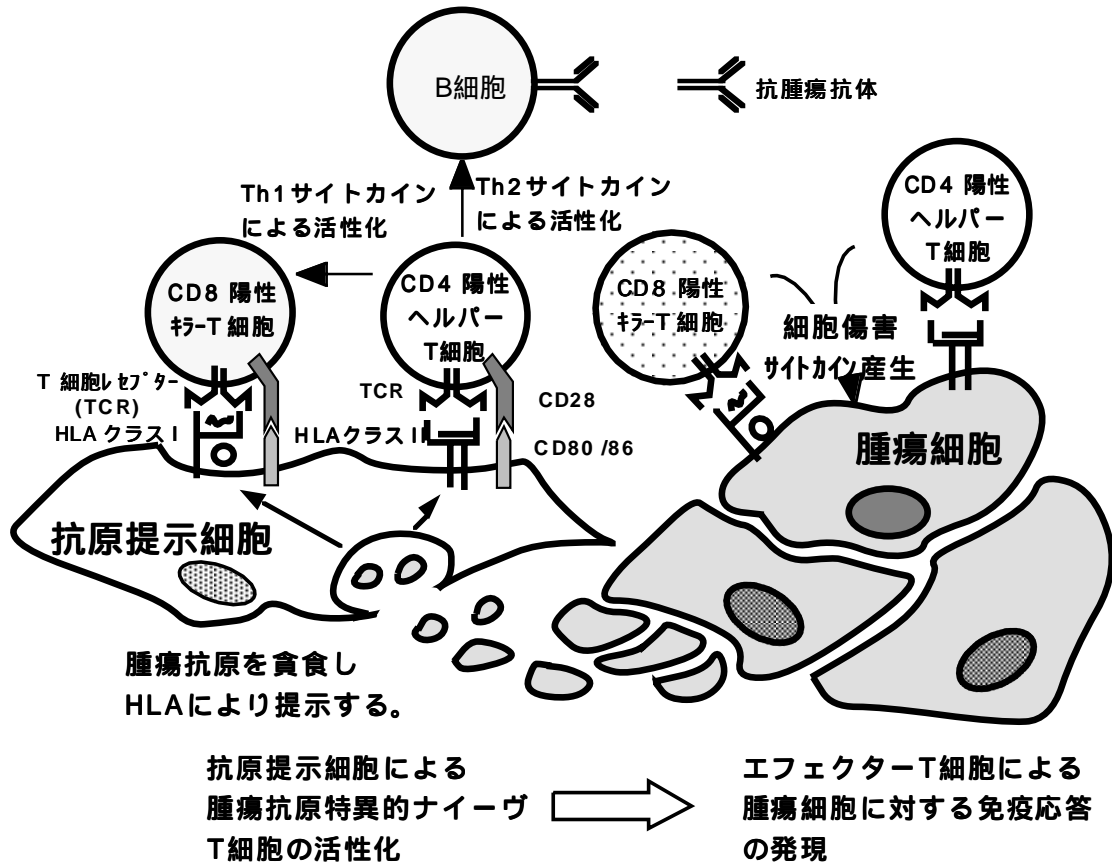 B細胞
抗腫瘍抗体
Th1サイトカイン
による活性化
Th2サイトカイン
による活性化
CD8 陽性
ｷﾗｰT 細胞
CD4 陽性
ヘルパー
T細胞
CD8 陽性
ｷﾗｰT 細胞
CD4 陽性
ヘルパー
T細胞
細胞傷害
サイトカイン産生
T 細胞ﾚｾﾌﾟﾀｰ
(TCR)
HLA クラス I
TCR
HLAクラス II
CD28
CD80 /86
腫瘍細胞
抗原提示細胞
腫瘍抗原を貪食し
HLAにより提示する。
抗原提示細胞による
腫瘍抗原特異的ナイーヴ
T細胞の活性化
エフェクターT細胞による
腫瘍細胞に対する免疫応答
の発現